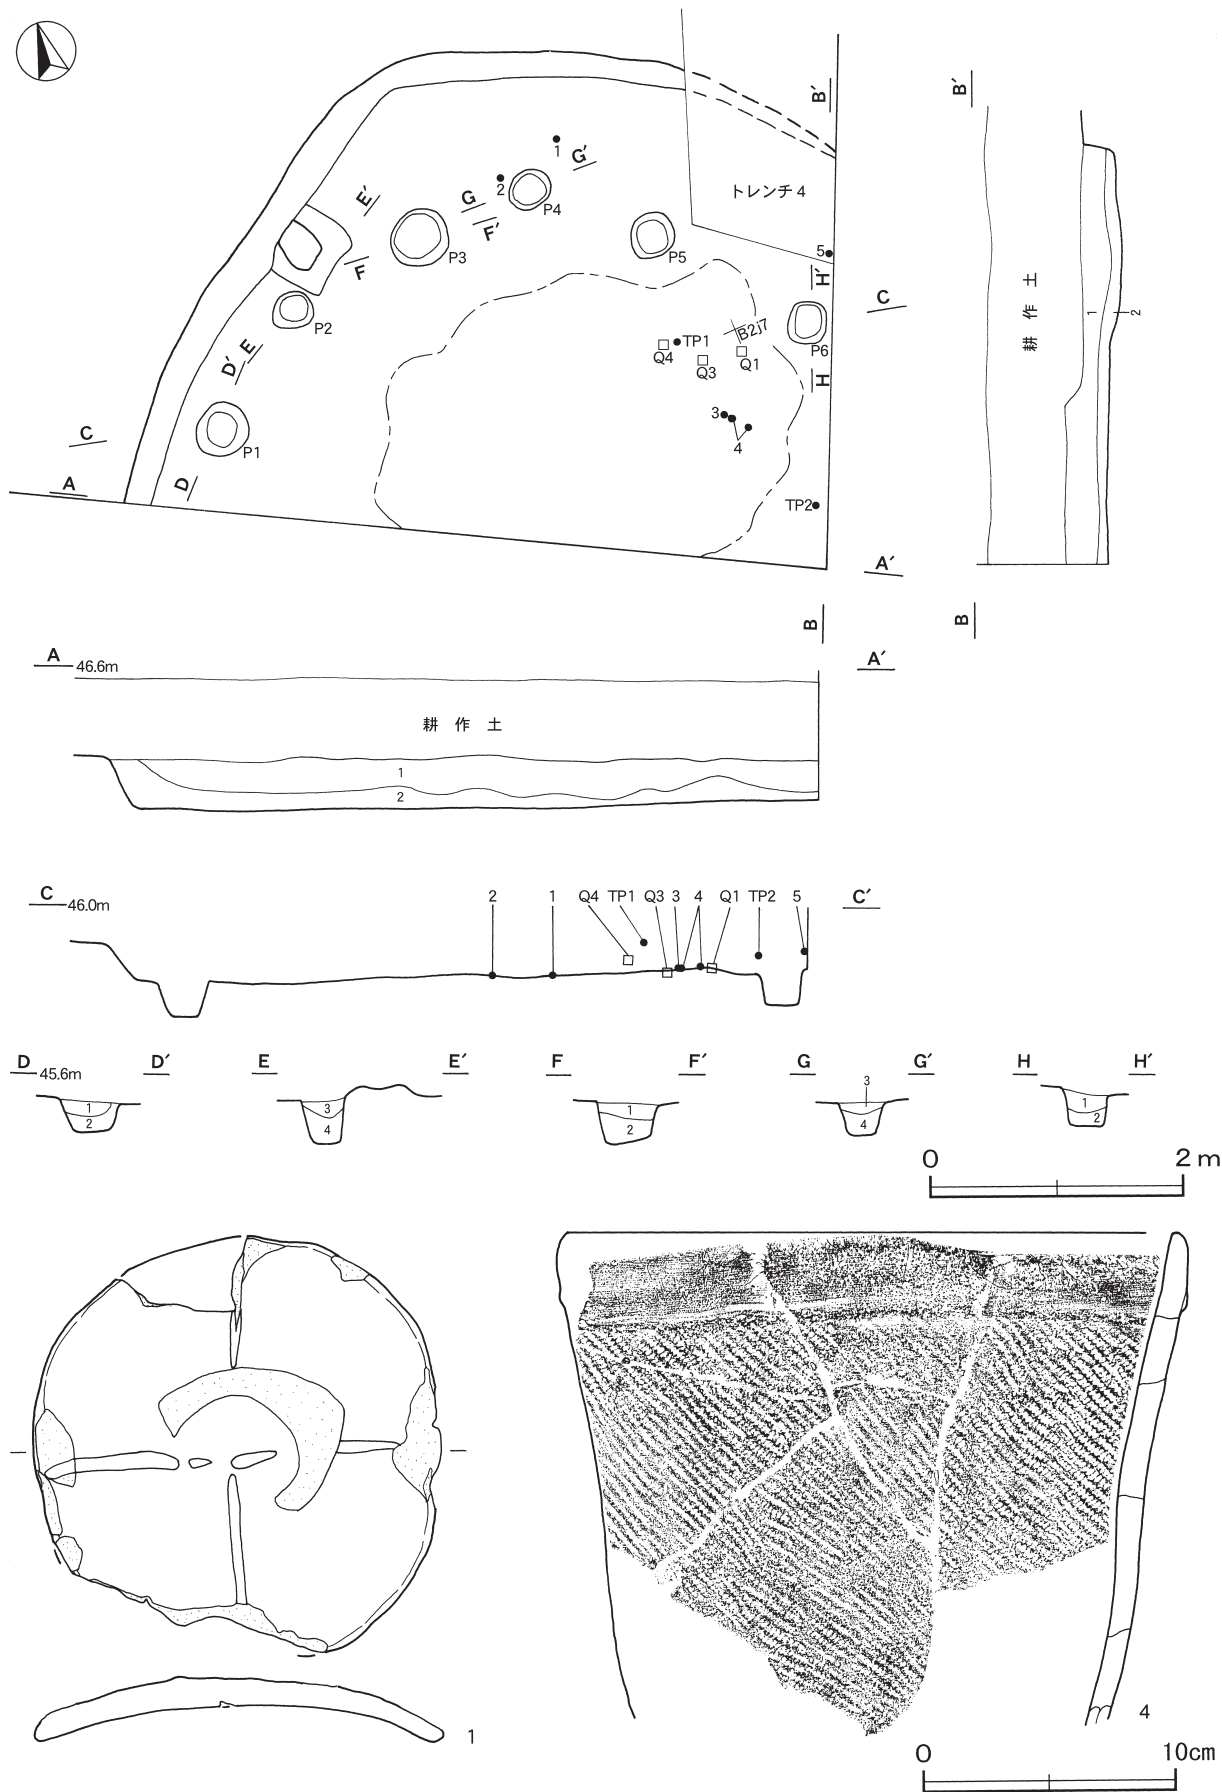 B′
B′
1
G′
2
トレンチ4
E′
G
P4
F′
P3
P5
5
F
H′
C
P2
B2j7
TP1
耕作土
1
2
E
D′
Q4
Q3
Q1
P6
H
3
4
C
P1
D
A
TP2
A′
B
B
A 46.6m
A′
耕作土
1
2
C 46.0m
2
1
Q4
TP1
Q3
3
4
Q1
TP2
5
C′
D 45.6m
D′
E
E′
F
F′
G
G′
H
H′
1
2
3
4
1
2
3
4
1
2
0
2m
1
4
0
10cm